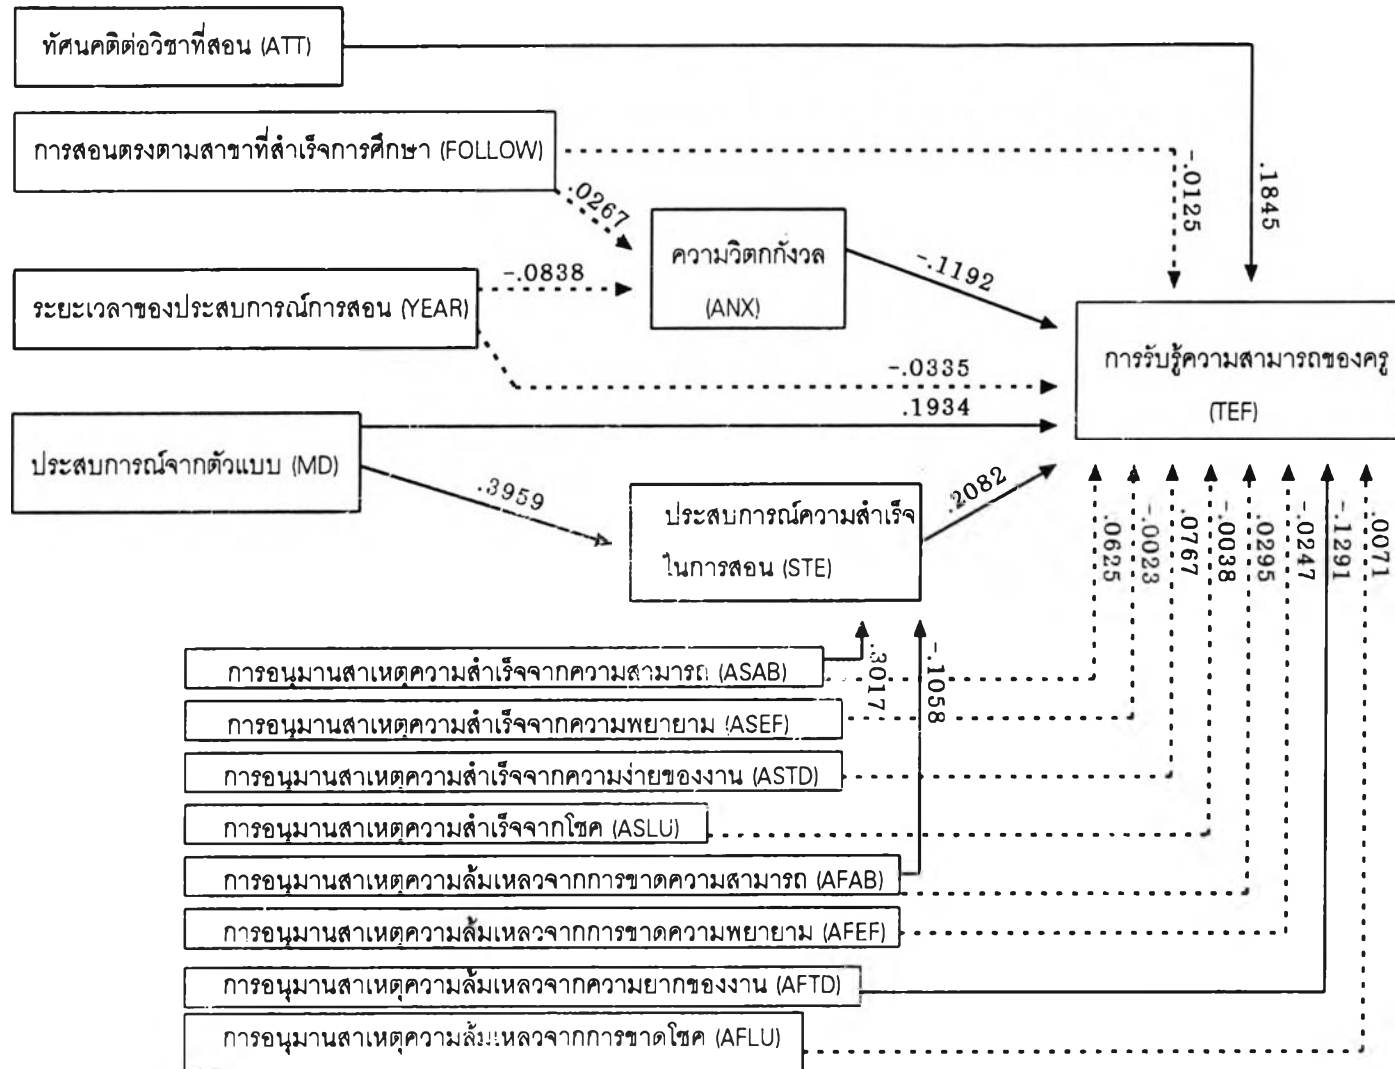 ทัศนคติต่อวิชาที่สอน (ATT)
การสอนตรงตามสาขาที่สำเร็จการศึกษา (FOLLOW)
.0267
-.0125
.1845
ความวิตกกังวล
(ANX)
-.1192
-.0838
ระยะเวลาของประสบการณ์การสอน (YEAR)
-.0335
การรับรู้ความสามารถของครู
(TEF)
.1934
ประสบการณ์จากตัวแบบ (MD)
.3959
.2082
ประสบการณ์ความสำเร็จ
ในการสอน (STE)
.0625
-.0023
.0767
-.0038
.0295
-.0247
-.1291
.0071
.3017
-.1058
การอนุมานสาเหตุความสำเร็จจากความสามารถ (ASAB)
การอนุมานสาเหตุความสำเร็จจากความพยายาม (ASEF)
การอนุมานสาเหตุความสำเร็จจากความง่ายของงาน (ASTD)
การอนุมานสาเหตุความสำเร็จจากโชค (ASLU)
การอนุมานสาเหตุความล้มเหลวจากการขาดความสามารถ (AFAB)
การอนุมานสาเหตุความล้มเหลวจากการขาดความพยายาม (AFEF)
การอนุมานสาเหตุความล้มเหลวจากความยากของงาน (AFTD)
การอนุมานสาเหตุความล้มเหลวจากการขาดโชค (AFLU)